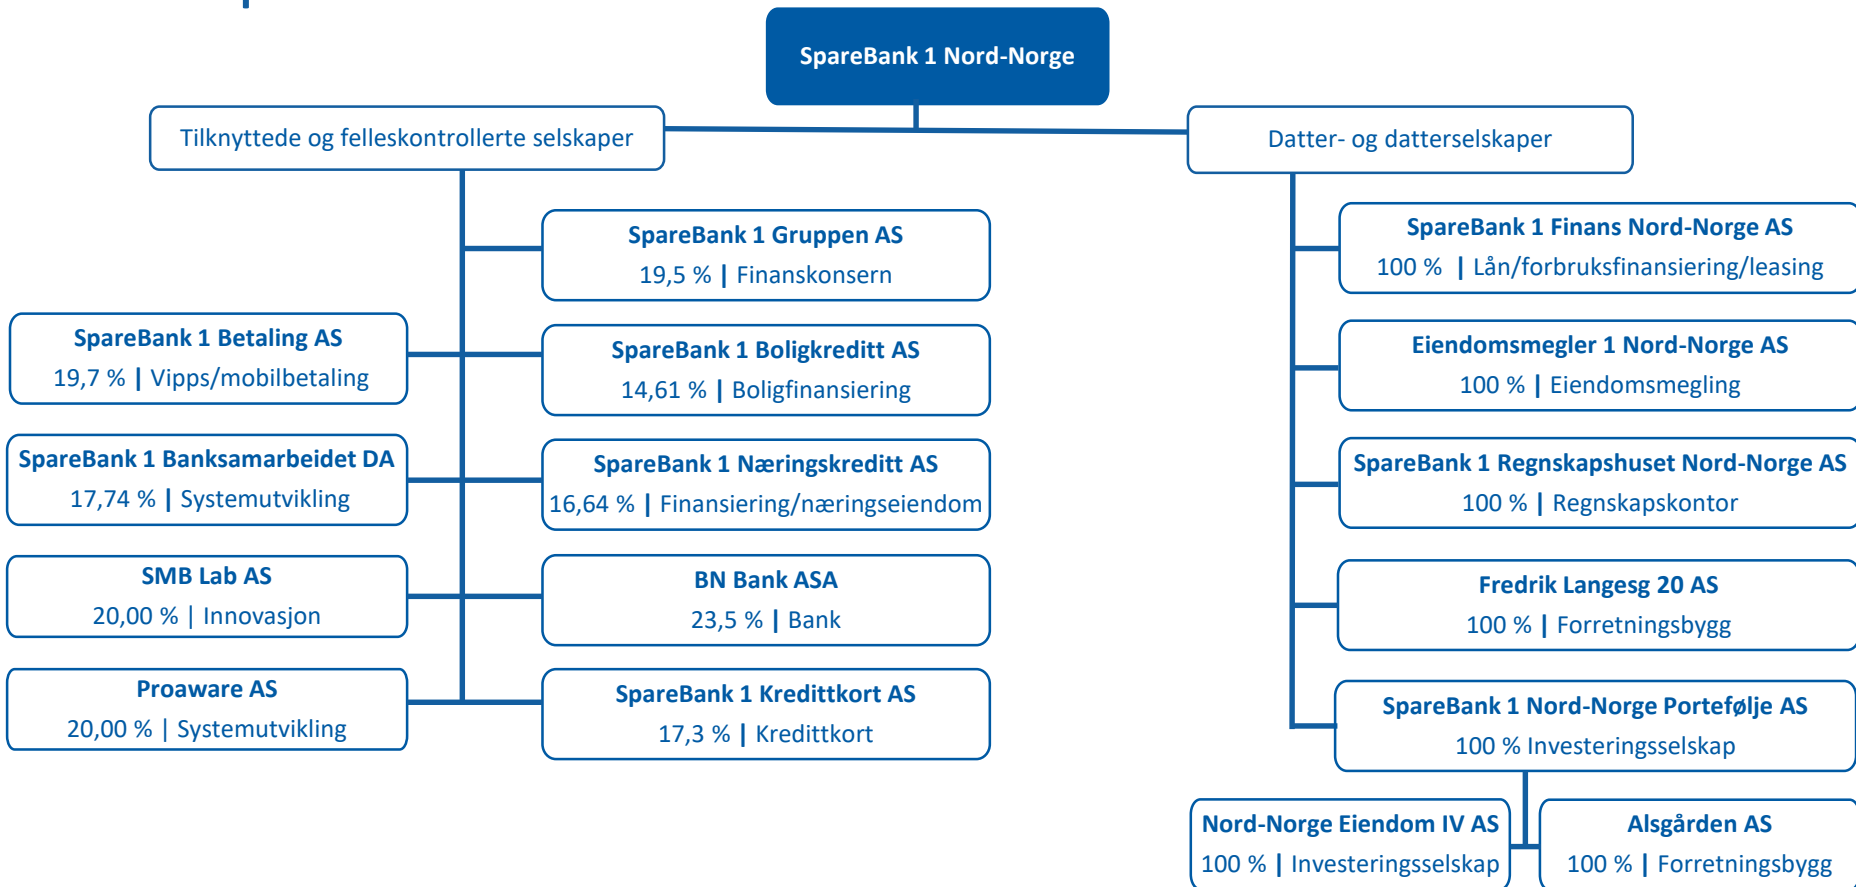 SpareBank 1 Nord-Norge
Tilknyttede og felleskontrollerte selskaper
SpareBank 1 Gruppen AS
19,5 % | Finanskonsern
SpareBank 1 Betaling AS
19,7 % | Vipps/mobilbetaling
SpareBank 1 Boligkreditt AS
14,61 % | Boligfinansiering
SpareBank 1 Banksamarbeidet DA
17,74 % | Systemutvikling
SpareBank 1 Næringskreditt AS
16,64 % | Finansiering/næringseiendom
SMB Lab AS
20,00 % | Innovasjon
BN Bank ASA
23,5 % | Bank
Proaware AS
20,00 % | Systemutvikling
SpareBank 1 Kredittkort AS
17,3 % | Kredittkort
Datter- og datterselskaper
SpareBank 1 Finans Nord-Norge AS
100 % | Lån/forbruksfinansiering/leasing
Eiendomsmegler 1 Nord-Norge AS
100 % | Eiendomsmegling
SpareBank 1 Regnskapshuset Nord-Norge AS
100 % | Regnskapskontor
Fredrik Langesg 20 AS
100 % | Forretningsbygg
SpareBank 1 Nord-Norge Portefølje AS
100 % Investeringsselskap
Nord-Norge Eiendom IV AS
100 % | Investeringsselskap
Alsgården AS
100 % | Forretningsbygg